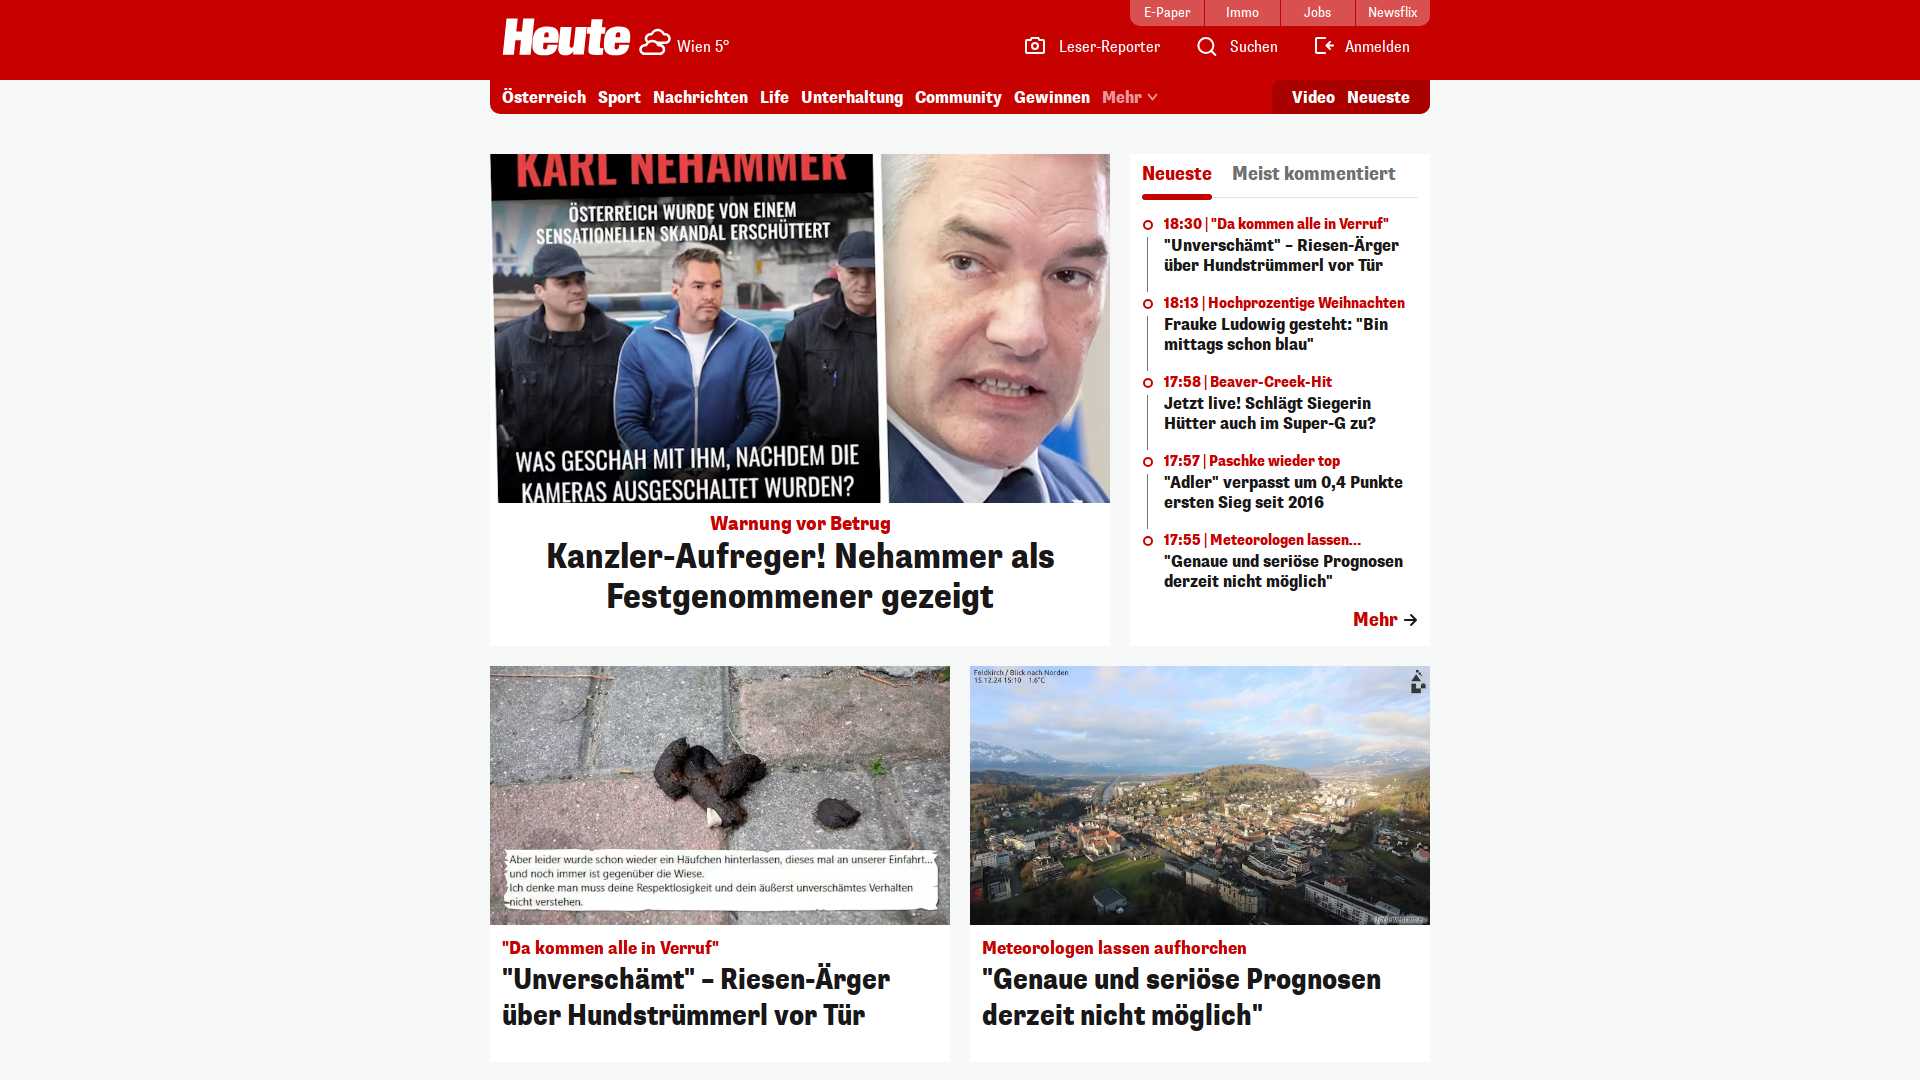 E-Paper
Immo
Jobs
Newsflix
Heute
Wien 5°
Leser-Reporter
Suchen
Anmelden
Österreich
Sport
Nachrichten
Life
Unterhaltung
Community
Gewinnen
Mehr
Video
Neueste
KARL NEHAMMER
ÖSTERREICH WURDE VON EINEM
SENSATIONELLEN SKANDAL ERSCHÜTTERT
WAS GESCHAH MIT IHM, NACHDEM DIE
KAMERAS AUSGESCHALTET WURDEN?
Warnung vor Betrug
Kanzler-Aufreger! Nehammer als
Festgenommener gezeigt
Neueste
Meist kommentiert
18:30 | "Da kommen alle in Verruf"
"Unverschämt" – Riesen-Ärger
über Hundstrümmerl vor Tür
18:13 | Hochprozentige Weihnachten
Frauke Ludowig gesteht: "Bin
mittags schon blau"
17:58 | Beaver-Creek-Hit
Jetzt live! Schlägt Siegerin
Hütter auch im Super-G zu?
17:57 | Paschke wieder top
"Adler" verpasst um 0,4 Punkte
ersten Sieg seit 2016
17:55 | Meteorologen lassen...
"Genaue und seriöse Prognosen
derzeit nicht möglich"
Mehr
Aber leider wurde schon wieder ein Häufchen hinterlassen, dieses mal an unserer Einfahrt...
und noch immer ist gegenüber die Wiese.
Ich denke man muss deine Respektlosigkeit und dein äußerst unverschämtes Verhalten
nicht verstehen.
"Da kommen alle in Verruf"
"Unverschämt" – Riesen-Ärger
über Hundstrümmerl vor Tür
Feldkirch / Blick nach Norden
15.12.24 15:10 1.6°C
Meteorologen lassen aufhorchen
"Genaue und seriöse Prognosen
derzeit nicht möglich"